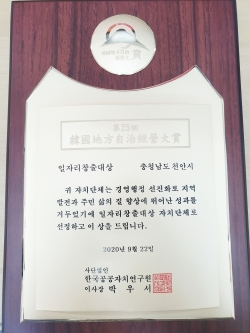 第25回
韓國地方自治經營大賞
일자리창출대상 충청남도 천안시
귀 자치단체는 경영행정 선진화로 지역
발전과 주민 삶의 질 향상에 뛰어난 성과를
거두었기에 일자리창출대상 자치단체로
선정하고 이 상을 드립니다.
2020년 9월 22일
사단법인
한국공공자치연구원
이사장 박우서